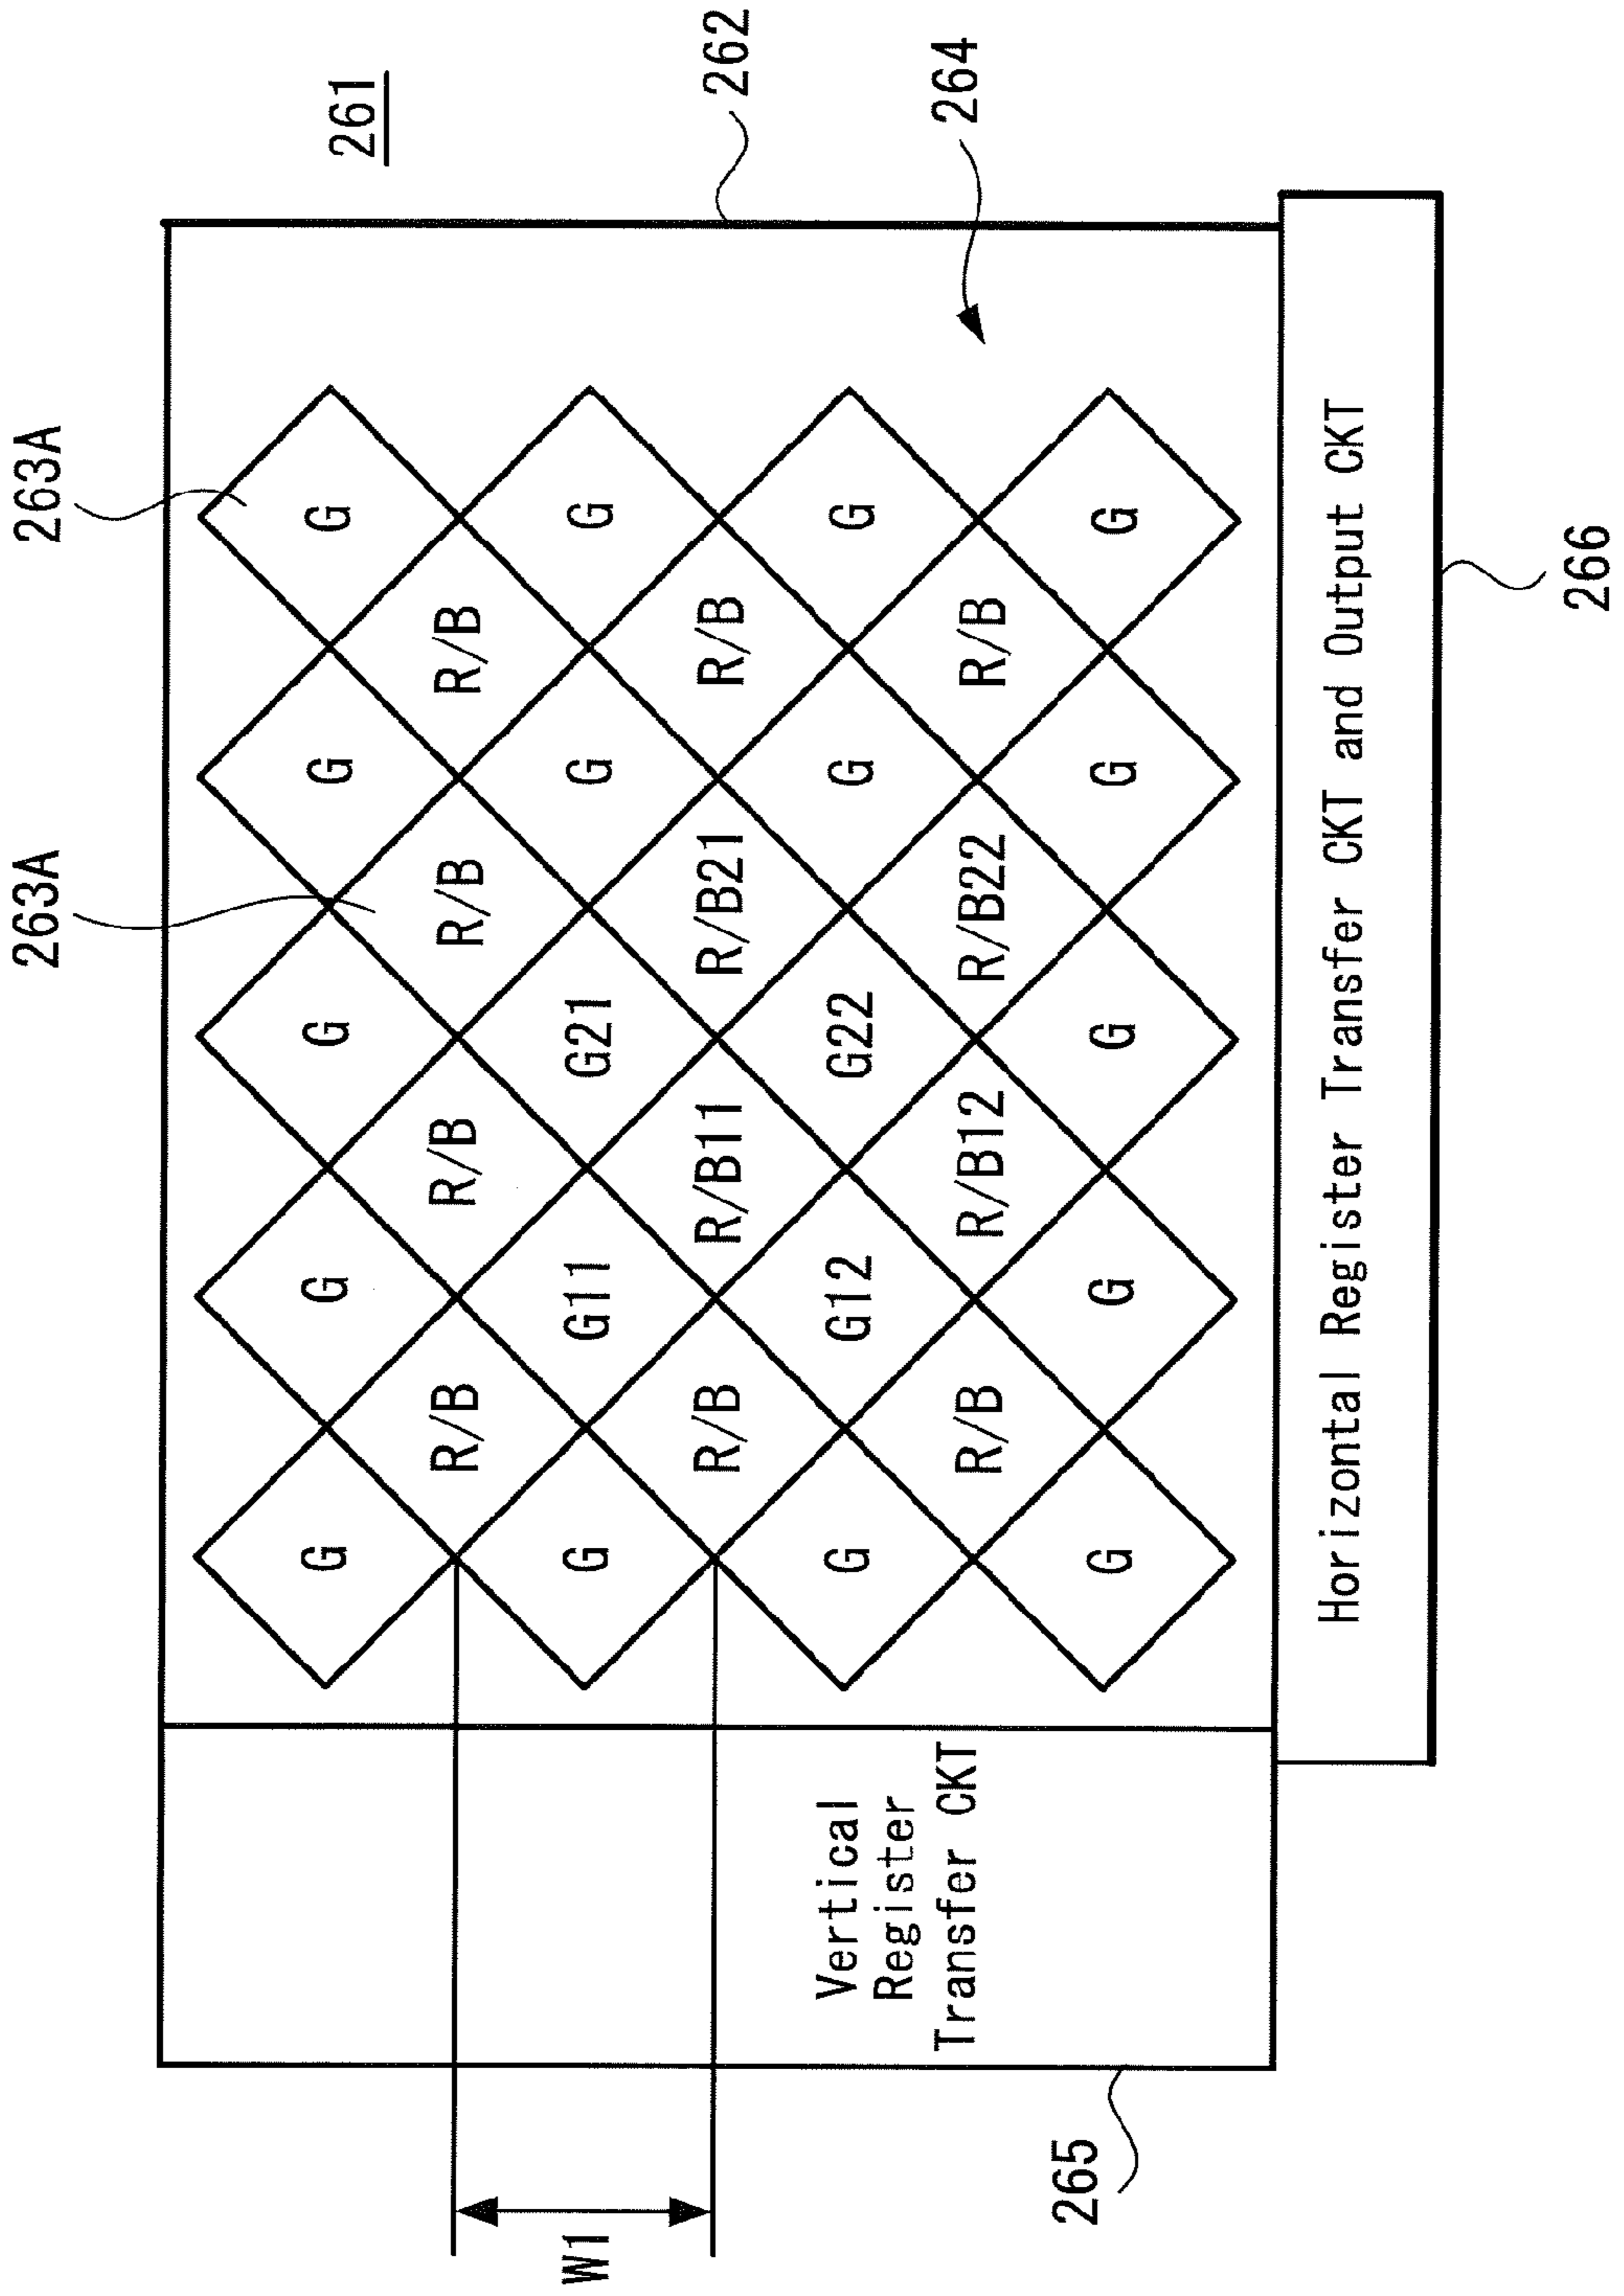 263A
263A
261
G G G G G
R/B R/B R/B R/B
W1
G G11 G21 G G
262
R/B R/B11 R/B21 R/B
G G12 G22 G G
264
Vertical
Register
Transfer CKT
R/B R/B12 R/B22 R/B
265
G G G G G
Horizontal Register Transfer CKT and Output CKT
266